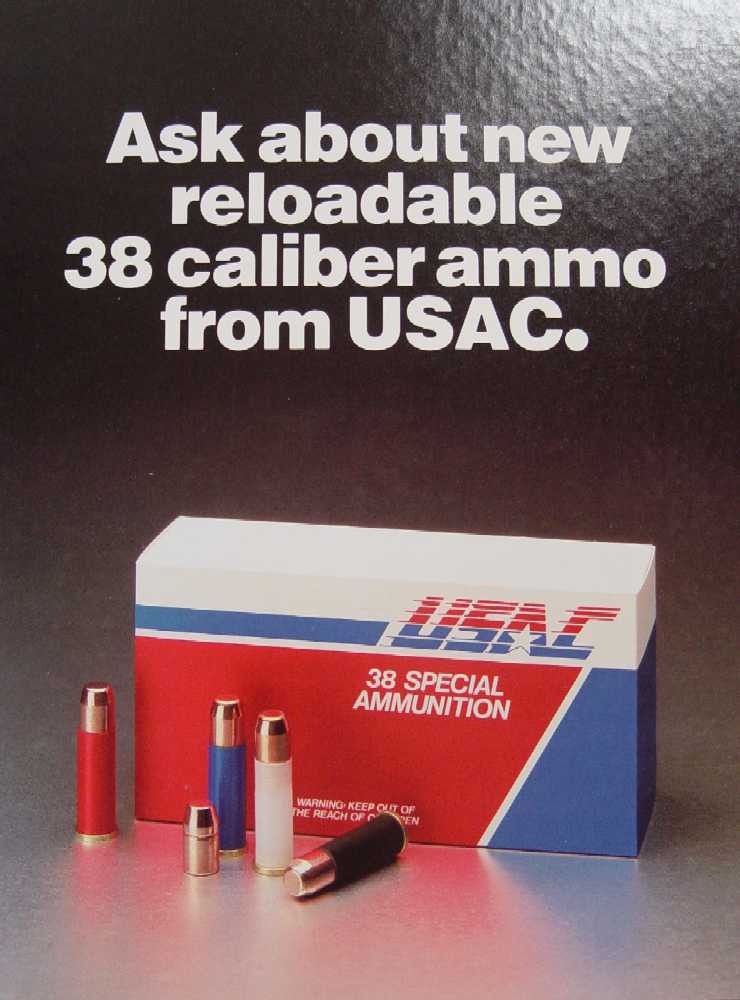 Ask about new
reloadable
38 caliber ammo
from USAC.
USAC
38 SPECIAL
AMMUNITION
WARNING: KEEP OUT OF
THE REACH OF